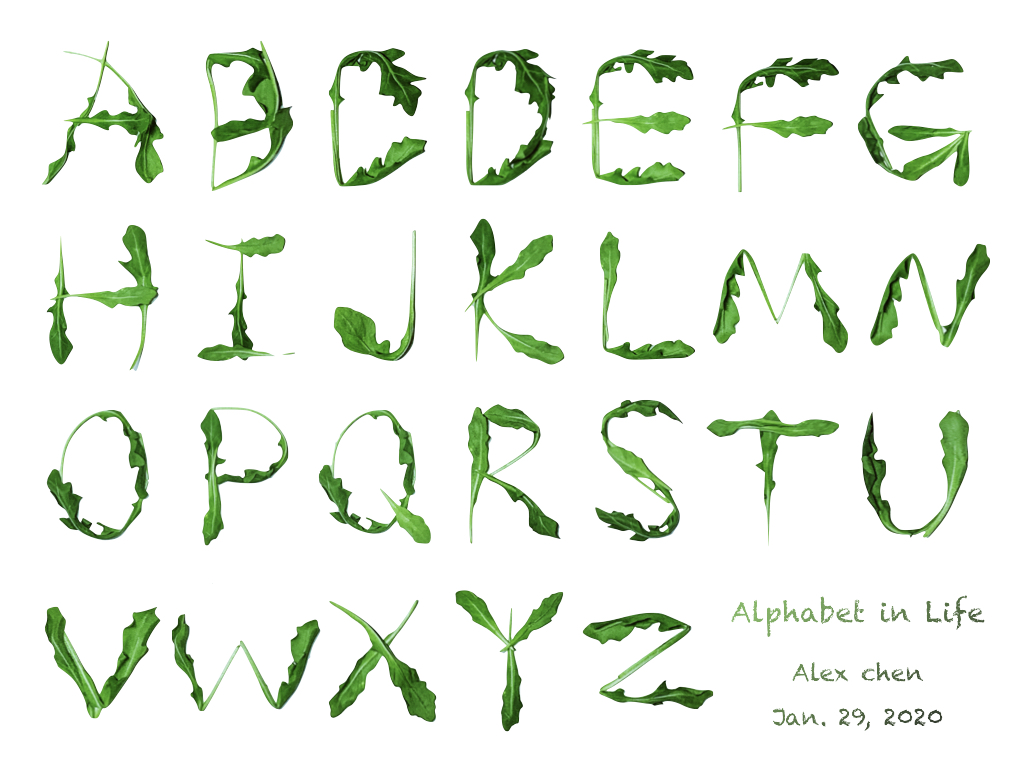 A B C D E F G
H I J K L M N
O P Q R S T U
V W X Y Z
Alphabet in Life
Alex chen
Jan. 29, 2020